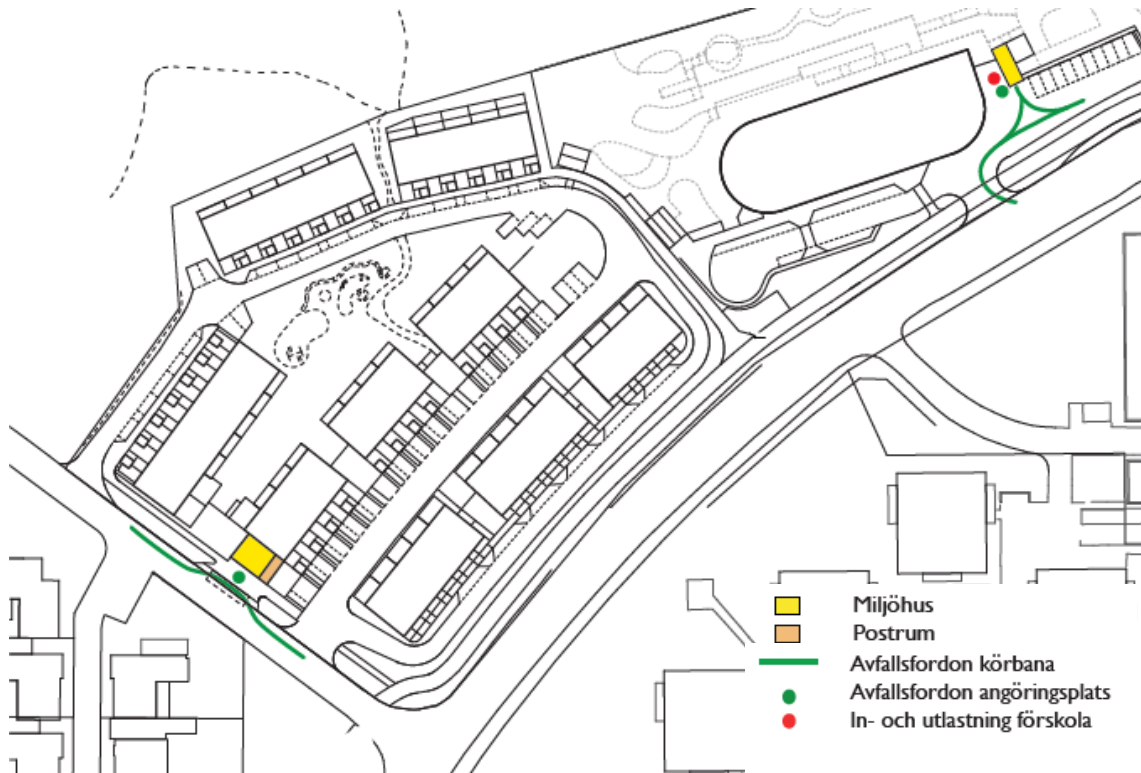 Miljöhus
Postrum
Avfallsfordon körbana
Avfallsfordon angöringsplats
In- och utlastning förskola